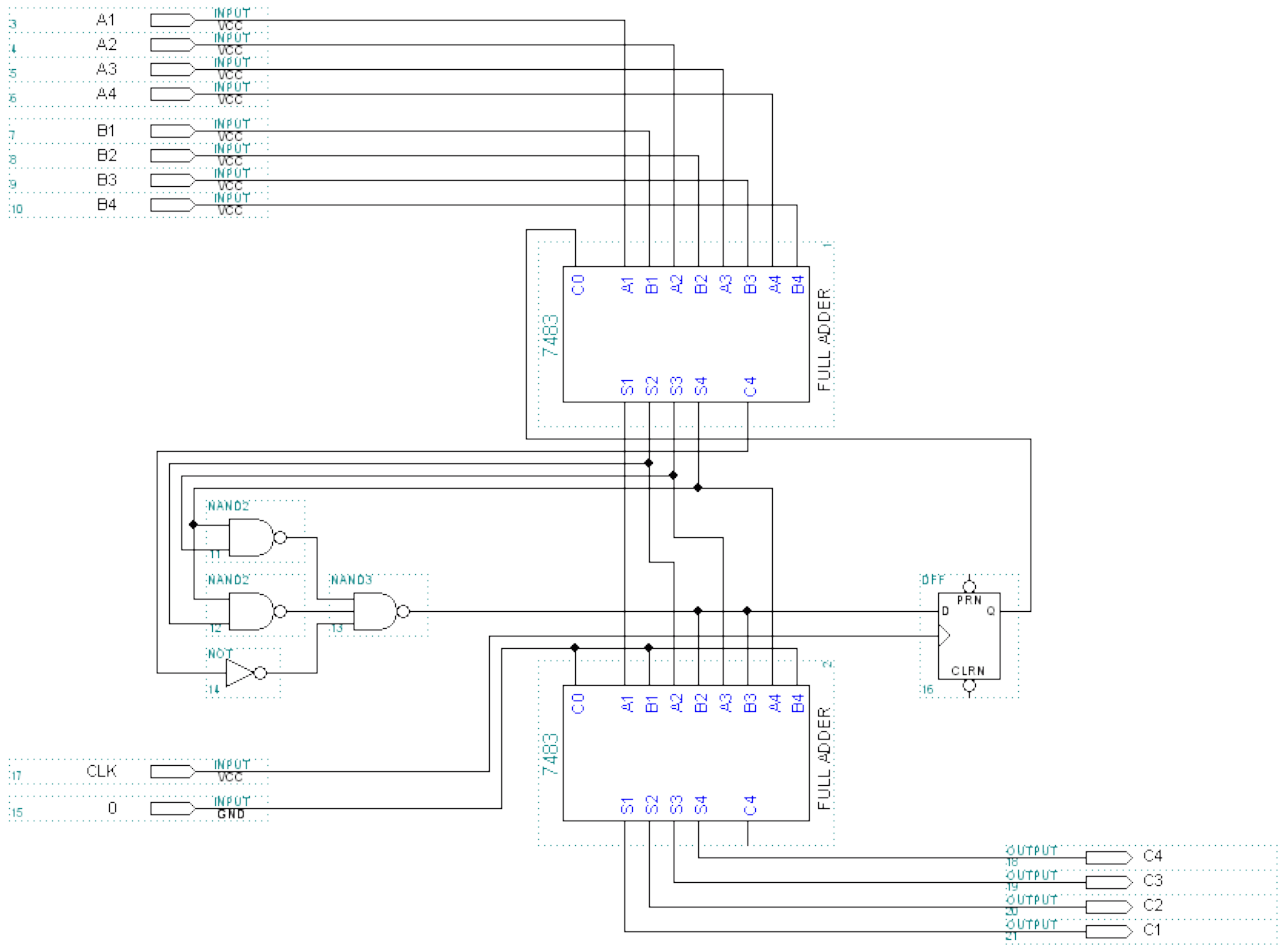 3 A1 INPUT VCC
4 A2 INPUT VCC
5 A3 INPUT VCC
6 A4 INPUT VCC
7 B1 INPUT VCC
8 B2 INPUT VCC
9 B3 INPUT VCC
10 B4 INPUT VCC
1
C0 A1 B1 A2 B2 A3 B3 A4 B4
7483
FULL ADDER
S1 S2 S3 S4 C4
NAND2
11
NAND2
12
NAND3
13
NOT
14
DFF
PRN
D Q
CLRN
16
2
C0 A1 B1 A2 B2 A3 B3 A4 B4
7483
FULL ADDER
S1 S2 S3 S4 C4
17 CLK INPUT VCC
15 0 INPUT GND
OUTPUT 18 C4
OUTPUT 19 C3
OUTPUT 20 C2
OUTPUT 21 C1